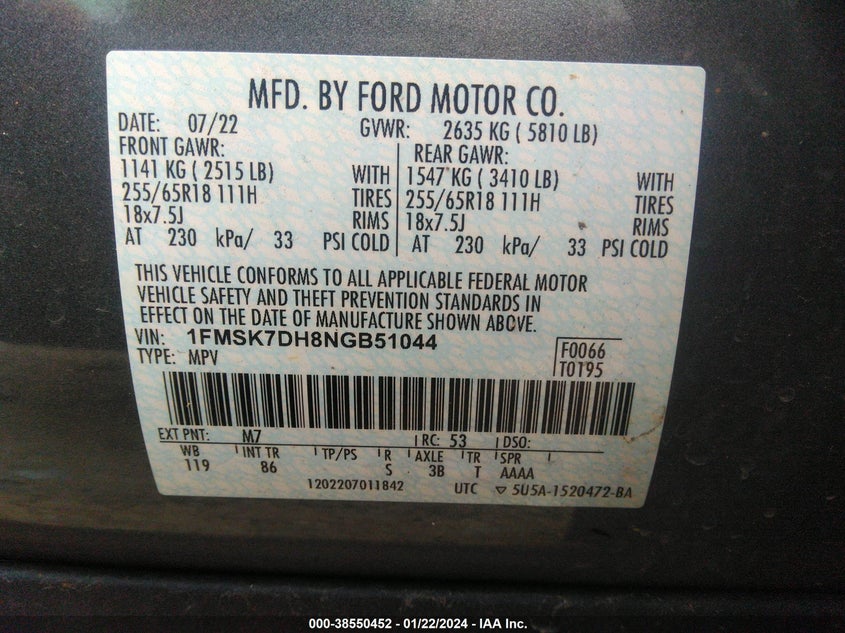 MFD. BY FORD MOTOR CO.
DATE: 07/22 GVWR: 2635 KG ( 5810 LB)
FRONT GAWR: REAR GAWR:
1141 KG ( 2515 LB) WITH 1547 KG ( 3410 LB) WITH
255/65R18 111H TIRES 255/65R18 111H TIRES
18x7.5J RIMS 18x7.5J RIMS
AT 230 kPa/ 33 PSI COLD AT 230 kPa/ 33 PSI COLD
THIS VEHICLE CONFORMS TO ALL APPLICABLE FEDERAL MOTOR
VEHICLE SAFETY AND THEFT PREVENTION STANDARDS IN
EFFECT ON THE DATE OF MANUFACTURE SHOWN ABOVE.
VIN: 1FMSK7DH8NGB51044
TYPE: MPV
F0066
T0195
EXT PNT: M7 RC: 53 DSO:
WB INT TR TP/PS R AXLE TR SPR
119 86 S 3B T AAAA
1202207011842 UTC ▽ 5U5A-1520472-BA
000-38550452 - 01/22/2024 - IAA Inc.